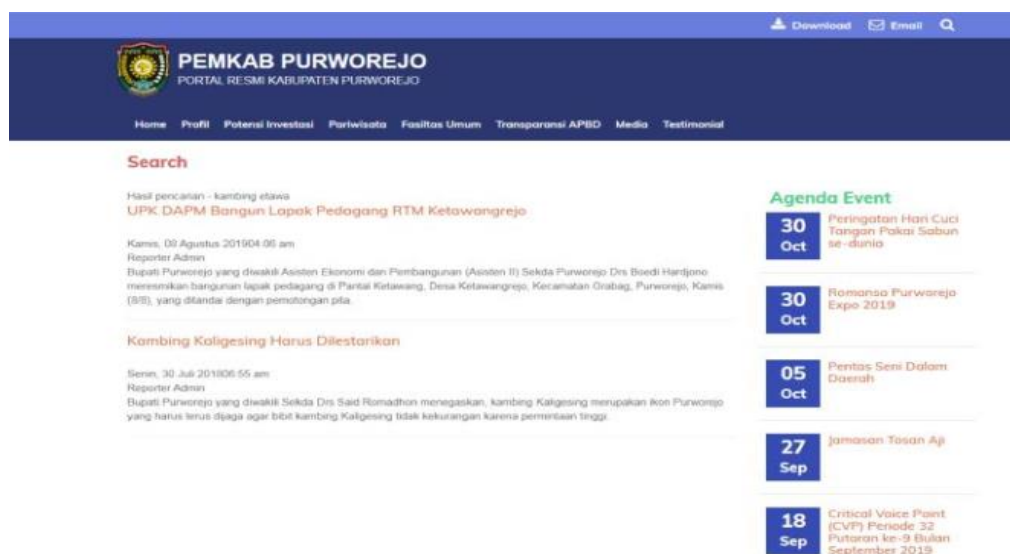 Download Email
PEMKAB PURWOREJO
PORTAL RESMI KABUPATEN PURWOREJO
Home Profil Potensi Investasi Pariwisata Fasiltas Umum Transparansi APBD Media Testimonial
Search
Hasil pencarian - kambing etawa
UPK DAPM Bangun Lapak Pedagang RTM Ketawangrejo
Kamis, 08 Agustus 201904:06 am
Reporter Admin
Bupati Purworejo yang diwakili Asisten Ekonomi dan Pembangunan (Asisten II) Sekda Purworejo Drs Boedi Hardjono
meresmikan bangunan lapak pedagang di Pantai Ketawang, Desa Ketawangrejo, Kecamatan Grabag, Purworejo, Kamis
(8/8), yang ditandai dengan pemotongan pita.
Kambing Kaligesing Harus Dilestarikan
Senin, 30 Juli 201806:55 am
Reporter Admin
Bupati Purworejo yang diwakili Sekda Drs Said Romadhon menegaskan, kambing Kaligesing merupakan ikon Purworejo
yang harus terus dijaga agar bibit kambing Kaligesing tidak kekurangan karena permintaan tinggi.
Agenda Event
30
Oct
Peringatan Hari Cuci
Tangan Pakai Sabun
se-dunia
30
Oct
Romansa Purworejo
Expo 2019
05
Oct
Pentas Seni Dalam
Daerah
27
Sep
Jamasan Tosan Aji
18
Sep
Critical Voice Point
(CVP) Periode 32
Putaran ke-9 Bulan
September 2019